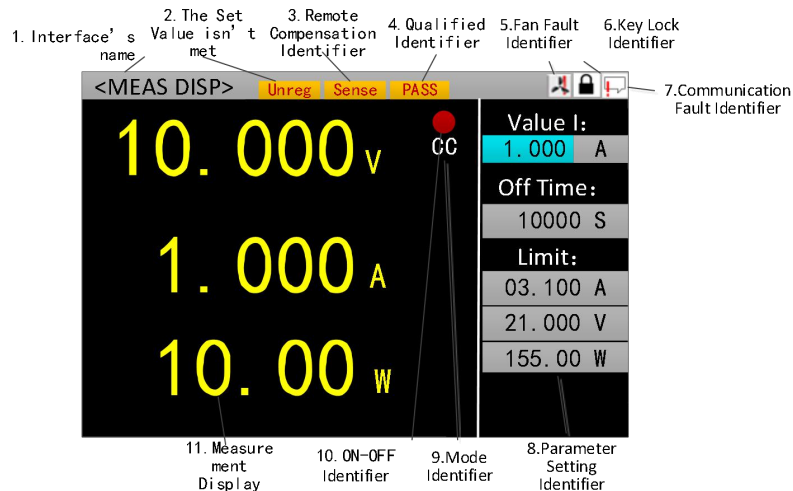 1. Interface's name
2. The Set Value isn't met
3. Remote Compensation Identifier
4. Qualified Identifier
5.Fan Fault Identifier
6.Key Lock Identifier
7.Communication Fault Identifier
<MEAS DISP> Unreg Sense PASS
10.000 V
CC
1.000 A
10.00 W
Value I:
1.000 A
Off Time:
10000 S
Limit:
03.100 A
21.000 V
155.00 W
11. Measure
ment
Display
10. ON-OFF
Identifier
9.Mode
Identifier
8.Parameter
Setting
Identifier